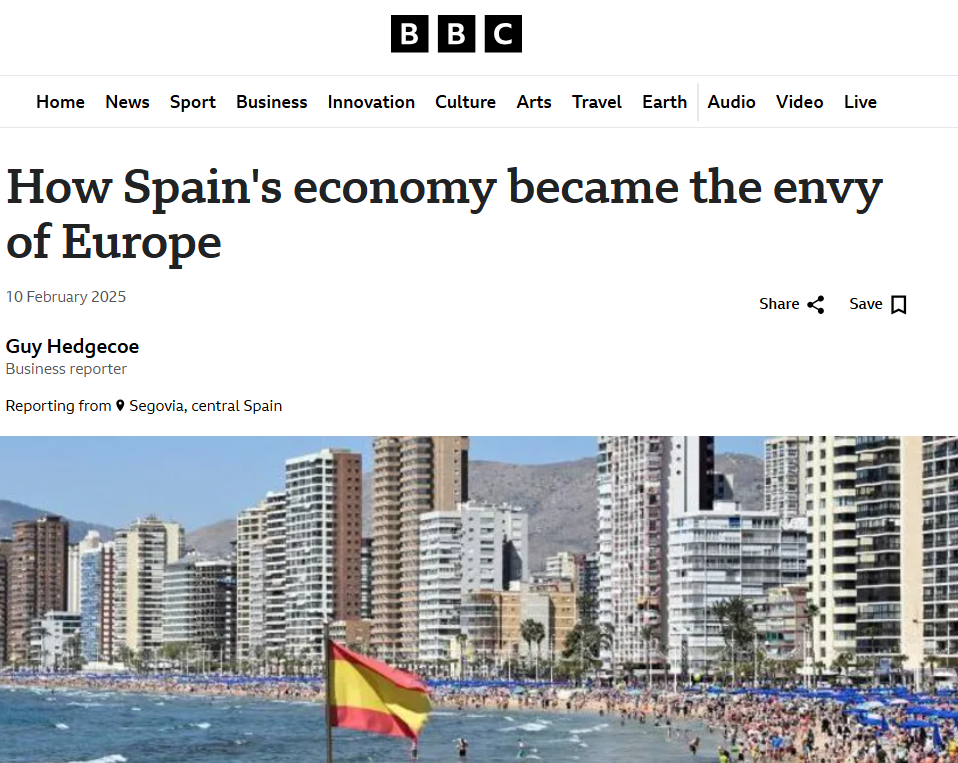 BBC
Home News Sport Business Innovation Culture Arts Travel Earth Audio Video Live
How Spain's economy became the envy
of Europe
10 February 2025
Share Save
Guy Hedgecoe
Business reporter
Reporting from Segovia, central Spain